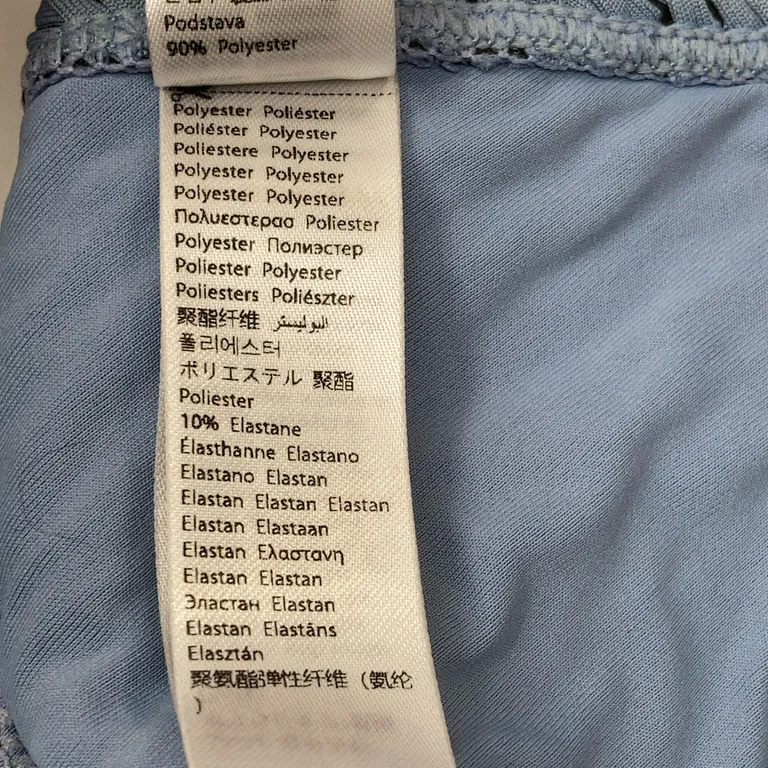 Podstava
90% Polyester
Polyester Poliéster
Poliéster Polyester
Poliestere Polyester
Polyester Polyester
Polyester Polyester
Πολυεστερασ Poliester
Polyester Полиэстер
Poliester Polyester
Poliesters Poliészter
聚酯纤维 البوليستر
폴리에스터
ポリエステル 聚酯
Poliester
10% Elastane
Élasthanne Elastano
Elastano Elastan
Elastan Elastan Elastan
Elastan Elastaan
Elastan Ελαστανη
Elastan Elastan
Эластан Elastan
Elastan Elastāns
Elasztán
聚氨酯弹性纤维（氨纶
）